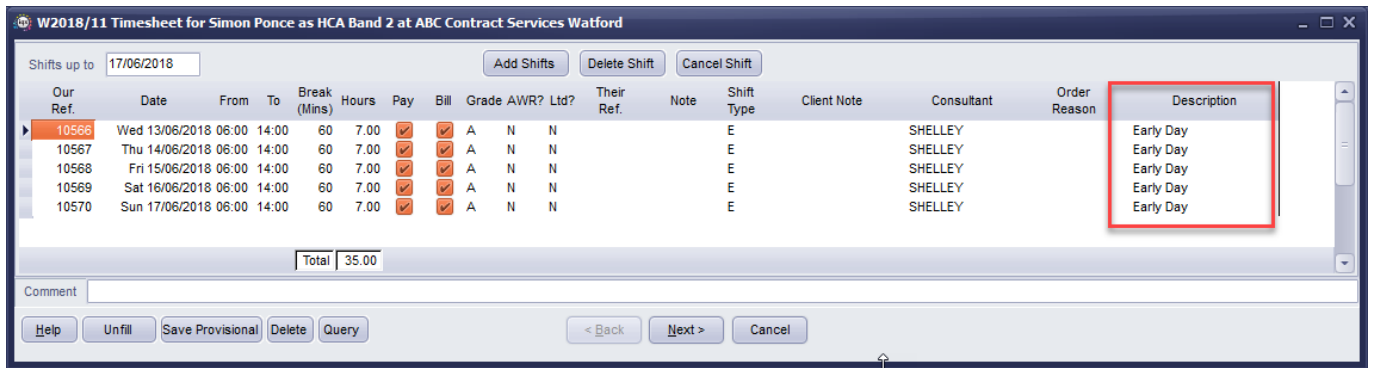 W2018/11 Timesheet for Simon Ponce as HCA Band 2 at ABC Contract Services Watford
Shifts up to 17/06/2018 Add Shifts Delete Shift Cancel Shift
Our Ref. Date From To Break (Mins) Hours Pay Bill Grade AWR? Ltd? Their Ref. Note Shift Type Client Note Consultant Order Reason Description
10566 Wed 13/06/2018 06:00 14:00 60 7.00 A N N E SHELLEY Early Day
10567 Thu 14/06/2018 06:00 14:00 60 7.00 A N N E SHELLEY Early Day
10568 Fri 15/06/2018 06:00 14:00 60 7.00 A N N E SHELLEY Early Day
10569 Sat 16/06/2018 06:00 14:00 60 7.00 A N N E SHELLEY Early Day
10570 Sun 17/06/2018 06:00 14:00 60 7.00 A N N E SHELLEY Early Day
Total 35.00
Comment
Help Unfill Save Provisional Delete Query < Back Next > Cancel